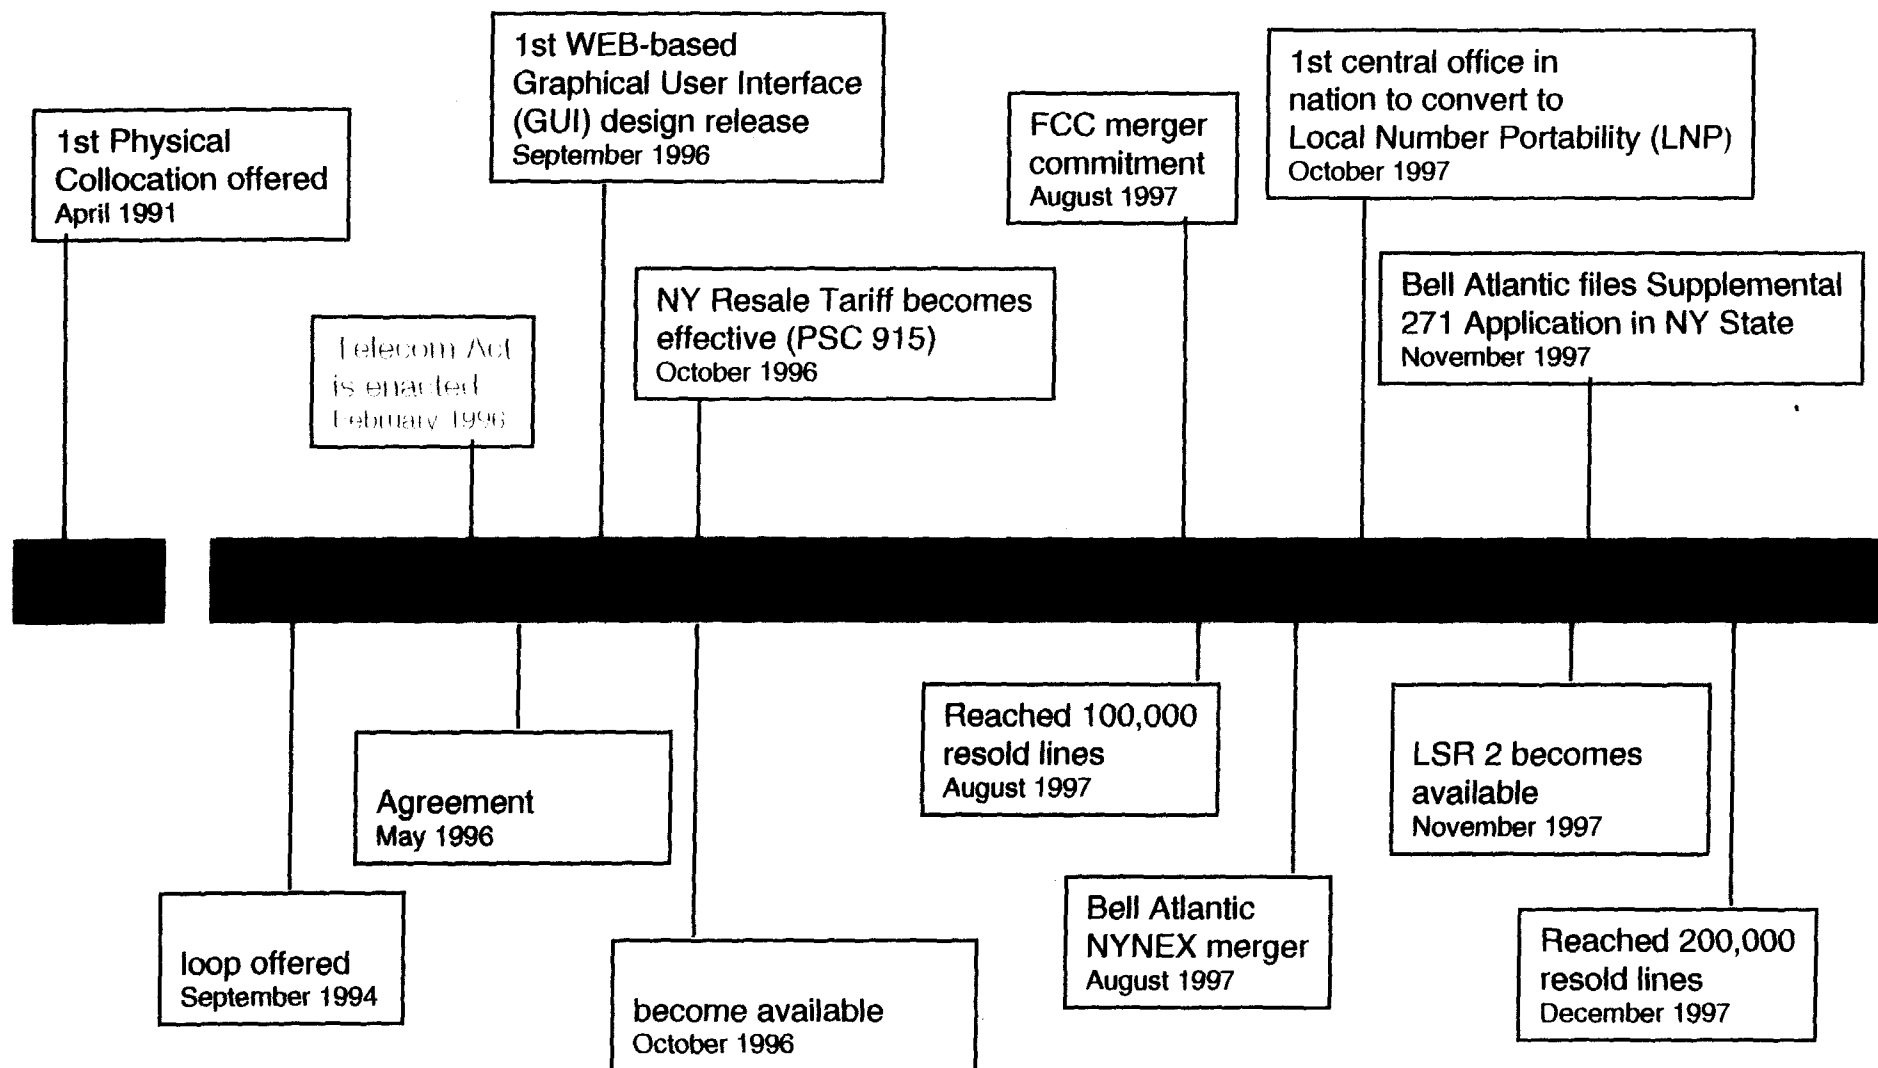 1st Physical
Collocation offered
April 1991
1st WEB-based
Graphical User Interface
(GUI) design release
September 1996
FCC merger
commitment
August 1997
1st central office in
nation to convert to
Local Number Portability (LNP)
October 1997
Telecom Act
is enacted
February 1996
NY Resale Tariff becomes
effective (PSC 915)
October 1996
Bell Atlantic files Supplemental
271 Application in NY State
November 1997
loop offered
September 1994
Agreement
May 1996
become available
October 1996
Reached 100,000
resold lines
August 1997
Bell Atlantic
NYNEX merger
August 1997
LSR 2 becomes
available
November 1997
Reached 200,000
resold lines
December 1997